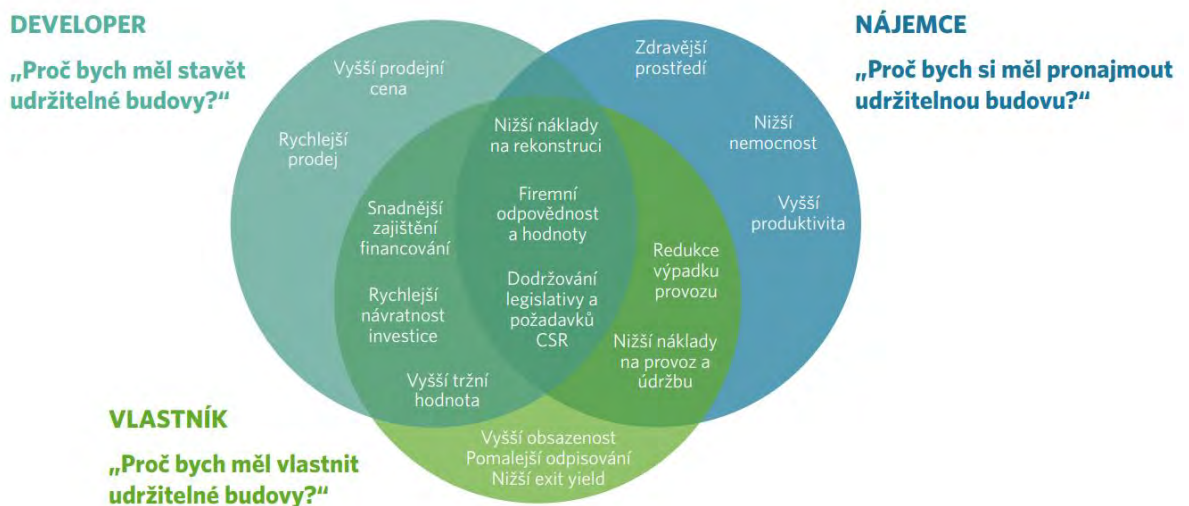 DEVELOPER
„Proč bych měl stavět
udržitelné budovy?“
NÁJEMCE
„Proč bych si měl pronajmout
udržitelnou budovu?“
Vyšší prodejní
cena
Rychlejší
prodej
Zdravější
prostředí
Nižší
nemocnost
Vyšší
produktivita
Nižší náklady
na rekonstruci
Firemní
odpovědnost
a hodnoty
Dodržování
legislativy a
požadavků
CSR
Snadnější
zajištění
financování
Rychlejší
návratnost
investice
Vyšší tržní
hodnota
Redukce
výpadku
provozu
Nižší náklady
na provoz a
údržbu
Vyšší obsazenost
Pomalejší odpisování
Nižší exit yield
VLASTNÍK
„Proč bych měl vlastnit
udržitelné budovy?“